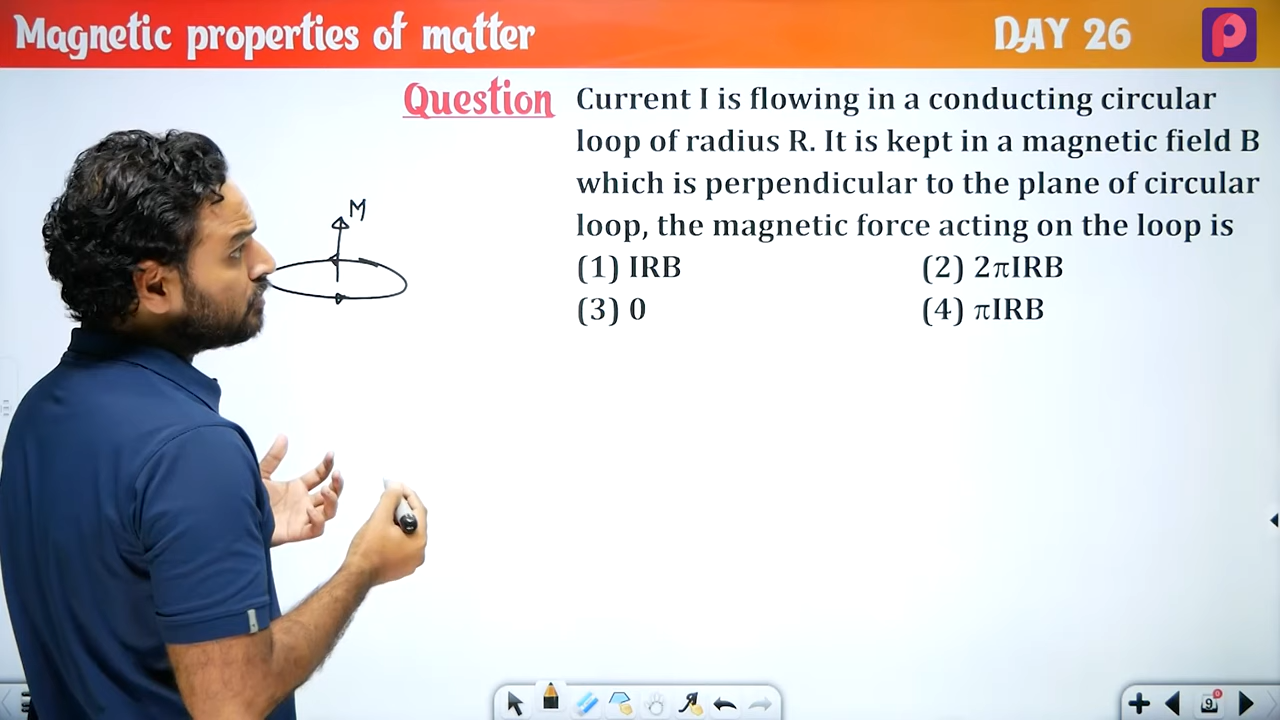 Magnetic properties of matter
DAY 26
Question
Current I is flowing in a conducting circular
loop of radius R. It is kept in a magnetic field B
which is perpendicular to the plane of circular
loop, the magnetic force acting on the loop is
(1) IRB (2) 2πIRB
(3) 0 (4) πIRB
M
9